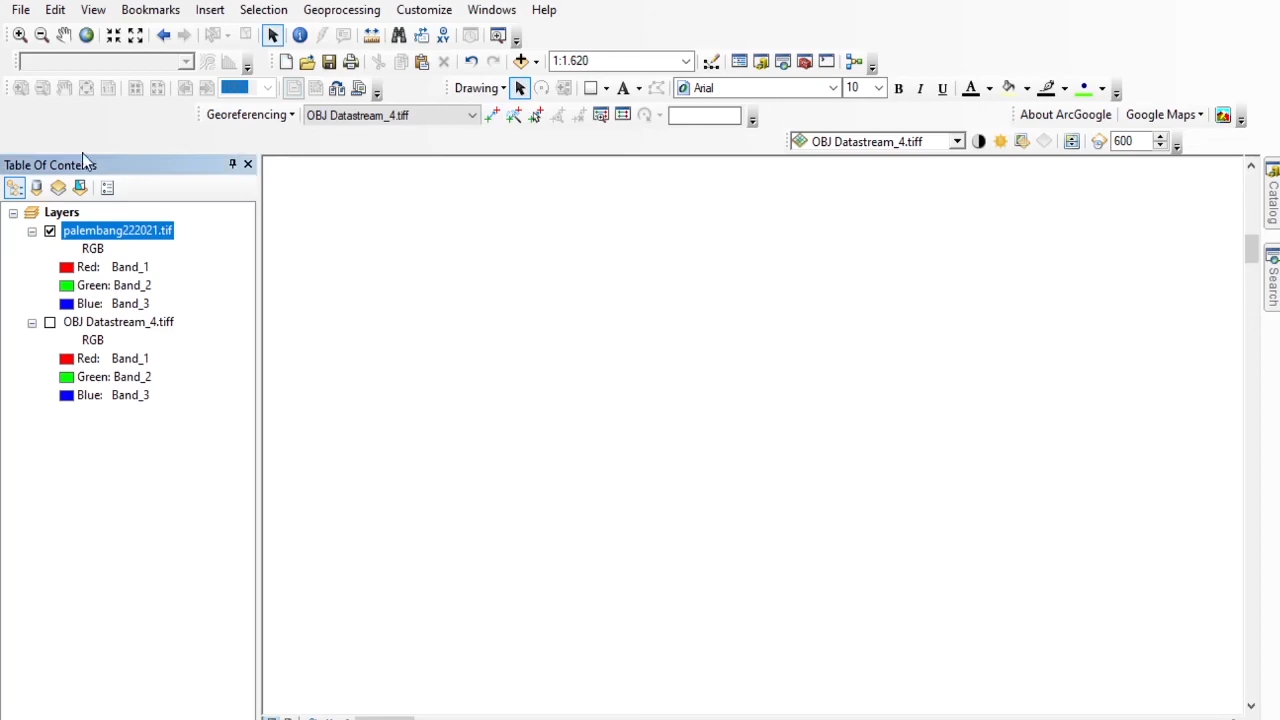 File Edit View Bookmarks Insert Selection Geoprocessing Customize Windows Help
1:1.620
Drawing Arial 10 B I U A
Georeferencing OBJ Datastream_4.tiff About ArcGoogle Google Maps
OBJ Datastream_4.tiff 600
Table Of Contents
Layers
palembang222021.tif
RGB
Red: Band_1
Green: Band_2
Blue: Band_3
OBJ Datastream_4.tiff
RGB
Red: Band_1
Green: Band_2
Blue: Band_3
Catalog
Search